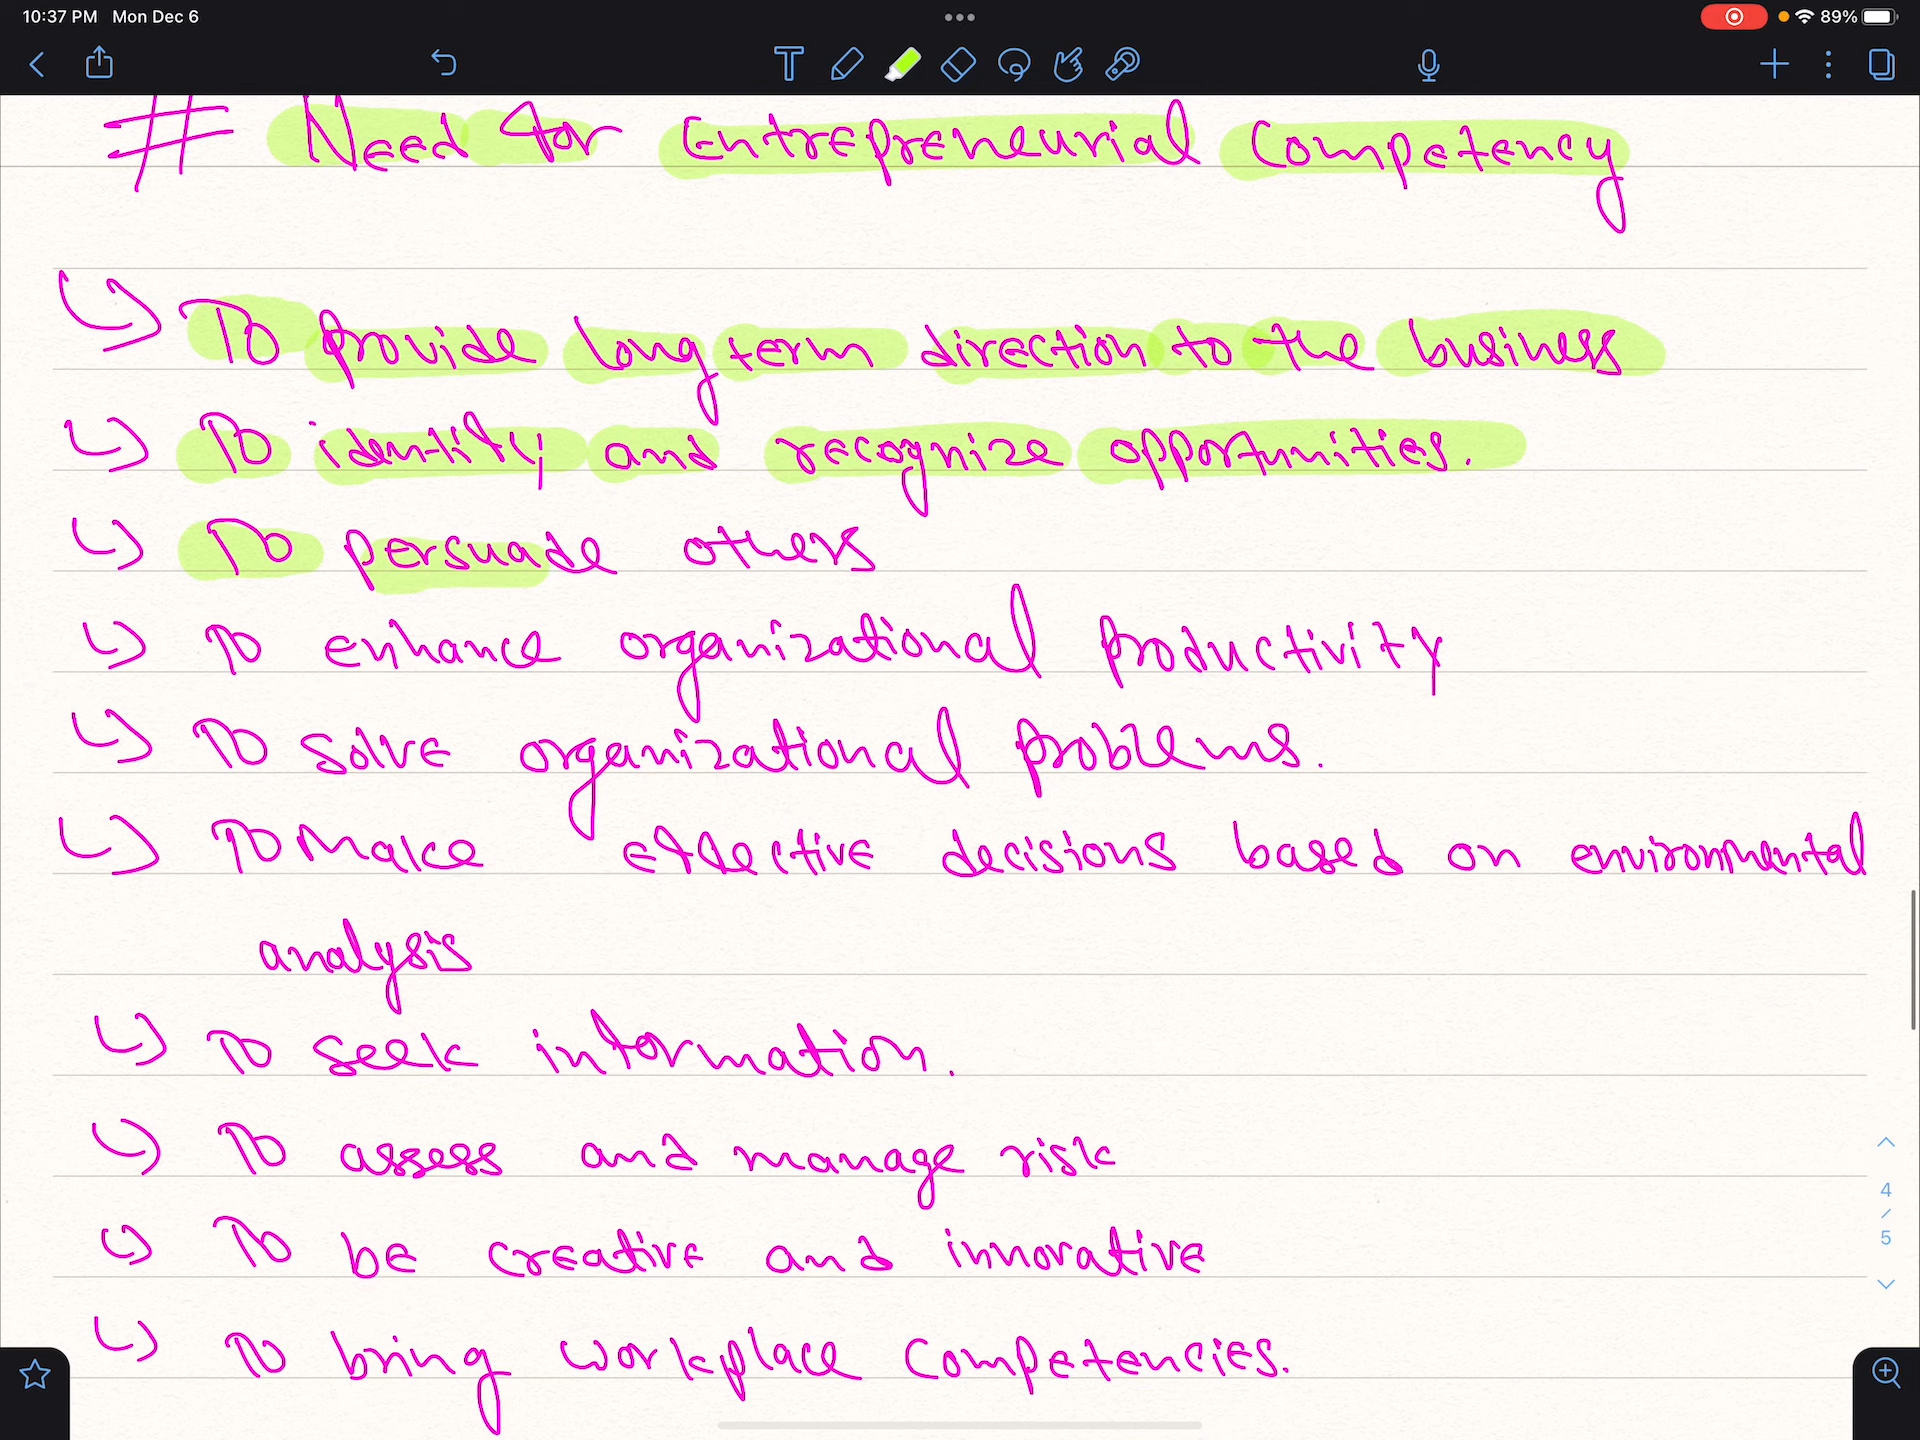 10:37 PM Mon Dec 6
89%
# Need for Entrepreneurial Competency
To provide long term direction to the business
To identify and recognize opportunities.
To persuade others
To enhance organizational productivity
To solve organizational problems.
To Make effective decisions based on environmental
analysis
To seek information.
To assess and manage risk
To be creative and innovative
To bring workplace Competencies.
4
/
5